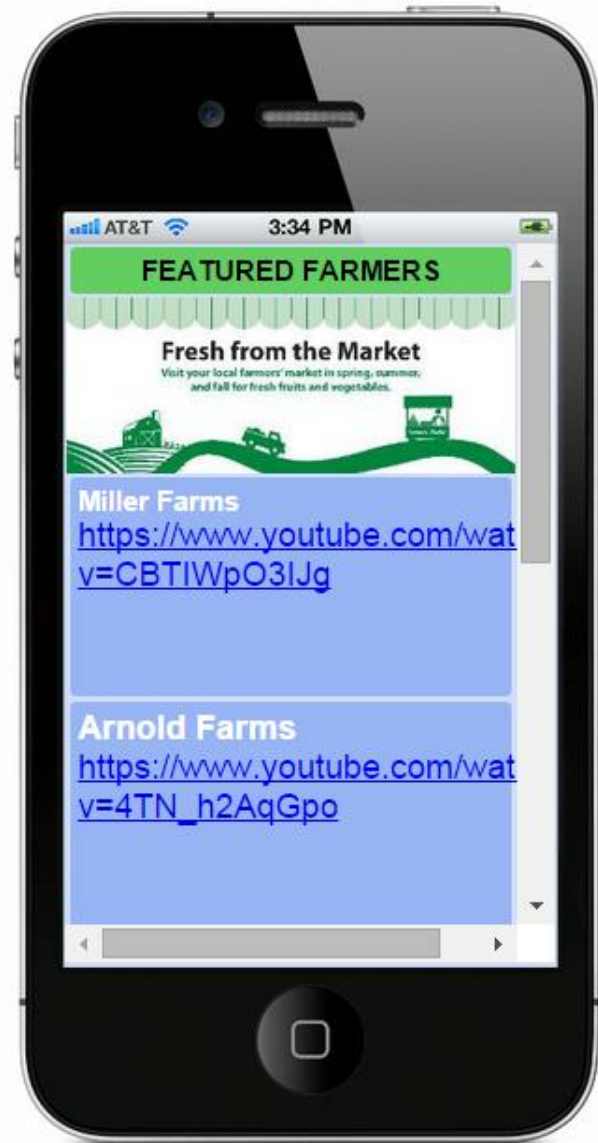 AT&T 3:34 PM
FEATURED FARMERS
Fresh from the Market
Visit your local farmers' market in spring, summer,
and fall for fresh fruits and vegetables.
Farmers Market
Miller Farms
https://www.youtube.com/wat
v=CBTIWpO3IJg
Arnold Farms
https://www.youtube.com/wat
v=4TN_h2AqGpo